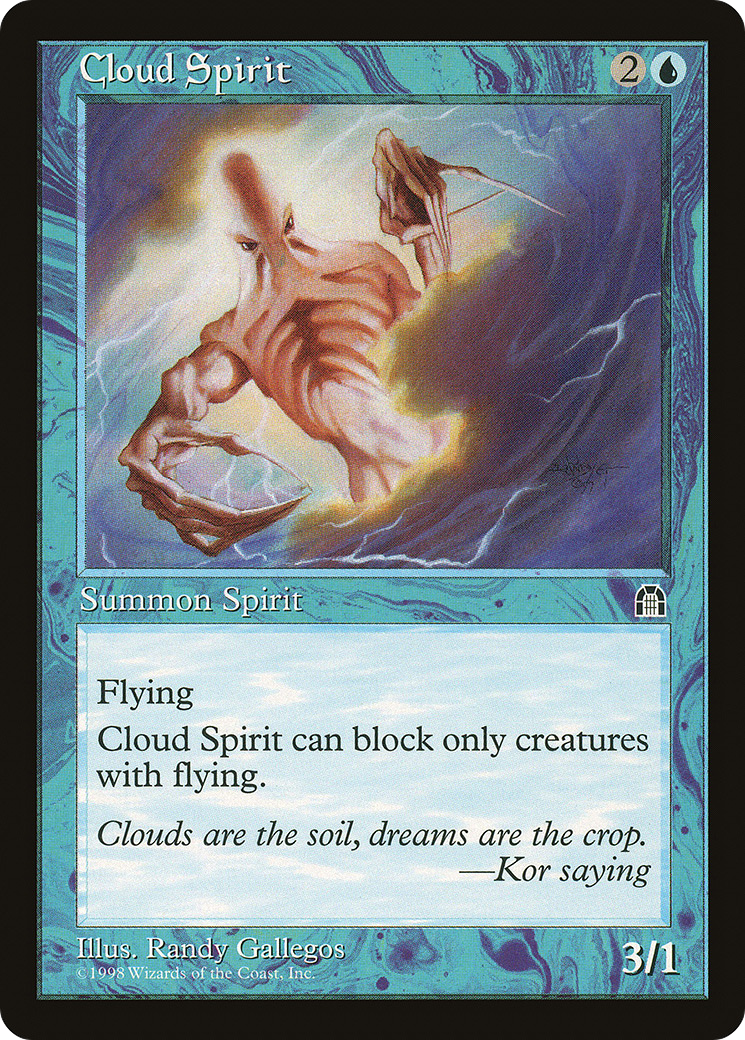 Cloud Spirit 2
Summon Spirit
Flying
Cloud Spirit can block only creatures
with flying.
Clouds are the soil, dreams are the crop.
—Kor saying
Illus. Randy Gallegos
©1998 Wizards of the Coast, Inc.
3/1